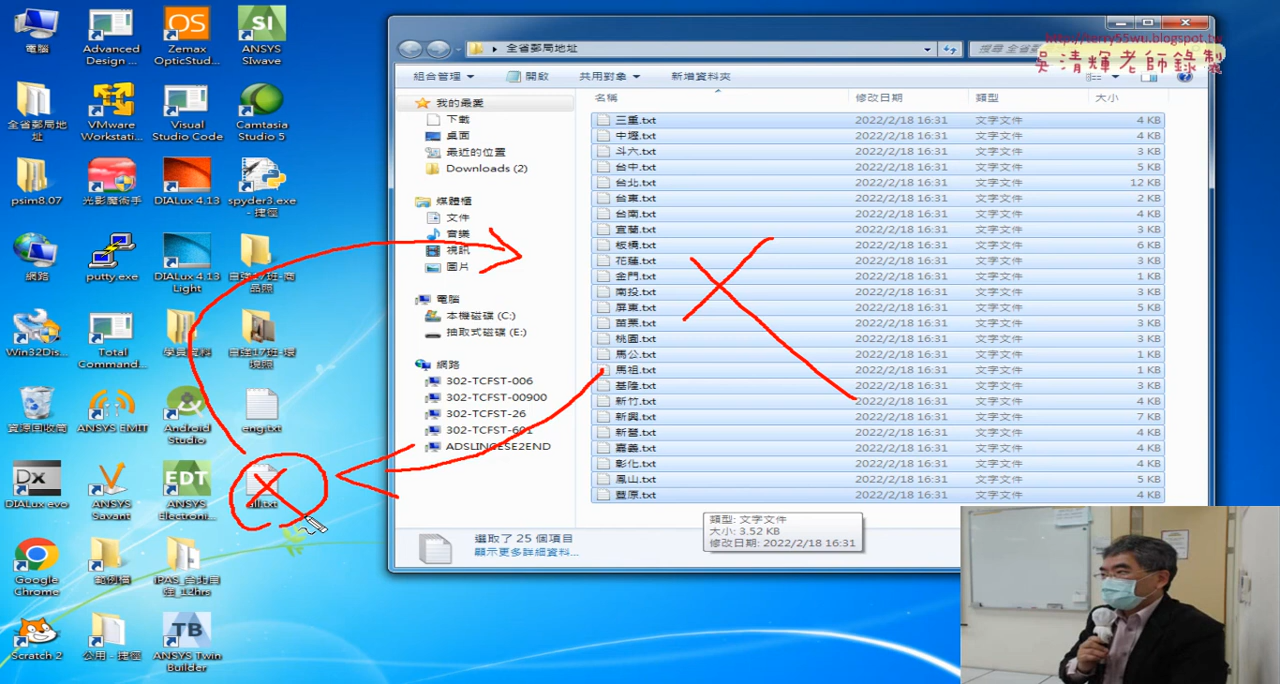 電腦
Advanced Design ...
Zemax OpticStud...
ANSYS SIwave
全省郵局地址
VMware Workstati...
Visual Studio Code
Camtasia Studio 5
psim8.07
光影魔術手
DIALux 4.13
spyder3.exe - 捷徑
網路
putty.exe
DIALux 4.13 Light
Win32Dis...
Total Command...
資源回收筒
ANSYS EMIT
Android Studio
eng.txt
DIALux evo
ANSYS Savant
ANSYS Electroni...
all.txt
Google Chrome
範例檔
Scratch 2
公用 - 捷徑
ANSYS Twin Builder
OS
SI
Dx
EDT
TB
全省郵局地址
搜尋 全省
http://terry55wu.blogspot.tw
吳清輝老師錄製
組合管理
開啟
共用對象
新增資料夾
我的最愛
下載
桌面
最近的位置
Downloads (2)
媒體櫃
文件
音樂
視訊
圖片
電腦
本機磁碟 (C:)
抽取式磁碟 (E:)
網路
302-TCFST-006
302-TCFST-00900
302-TCFST-26
302-TCFST-601
ADSLINGESE2END
名稱 修改日期 類型 大小
三重.txt 2022/2/18 16:31 文字文件 4 KB
中壢.txt 2022/2/18 16:31 文字文件 4 KB
斗六.txt 2022/2/18 16:31 文字文件 3 KB
台中.txt 2022/2/18 16:31 文字文件 5 KB
台北.txt 2022/2/18 16:31 文字文件 12 KB
台東.txt 2022/2/18 16:31 文字文件 2 KB
台南.txt 2022/2/18 16:31 文字文件 4 KB
宜蘭.txt 2022/2/18 16:31 文字文件 3 KB
板橋.txt 2022/2/18 16:31 文字文件 6 KB
花蓮.txt 2022/2/18 16:31 文字文件 3 KB
金門.txt 2022/2/18 16:31 文字文件 1 KB
南投.txt 2022/2/18 16:31 文字文件 3 KB
屏東.txt 2022/2/18 16:31 文字文件 5 KB
苗栗.txt 2022/2/18 16:31 文字文件 3 KB
桃園.txt 2022/2/18 16:31 文字文件 3 KB
馬公.txt 2022/2/18 16:31 文字文件 1 KB
馬祖.txt 2022/2/18 16:31 文字文件 1 KB
基隆.txt 2022/2/18 16:31 文字文件 3 KB
新竹.txt 2022/2/18 16:31 文字文件 4 KB
新興.txt 2022/2/18 16:31 文字文件 7 KB
新營.txt 2022/2/18 16:31 文字文件 4 KB
嘉義.txt 2022/2/18 16:31 文字文件 3 KB
彰化.txt 2022/2/18 16:31 文字文件 4 KB
鳳山.txt 2022/2/18 16:31 文字文件 5 KB
豐原.txt 2022/2/18 16:31 文字文件 4 KB
類型: 文字文件
大小: 3.52 KB
修改日期: 2022/2/18 16:31
選取了 25 個項目
顯示更多詳細資料...